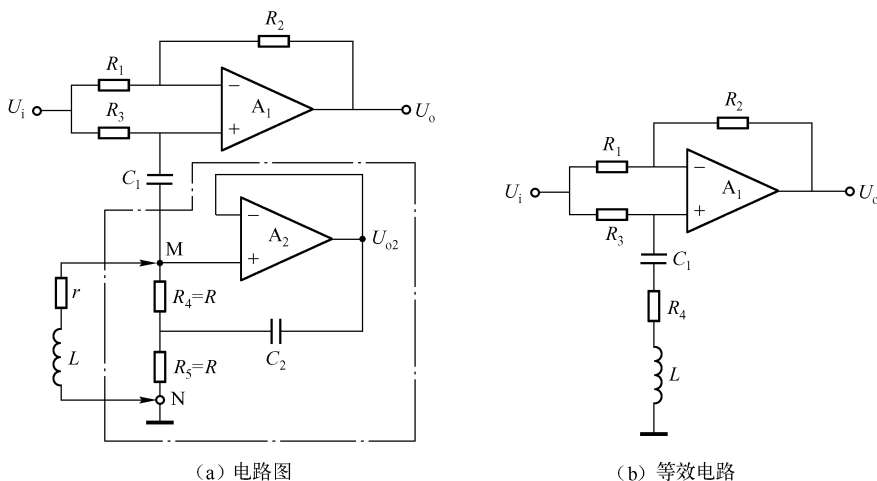 R₂
R₁
−
A₁
Uᵢ
Uₒ
R₃
+
C₁
−
A₂
Uₒ₂
M
+
r
R₄=R
C₂
L
R₅=R
N
(a) 电路图
R₂
R₁
−
A₁
Uᵢ
Uₒ
R₃
+
C₁
R₄
L
(b) 等效电路